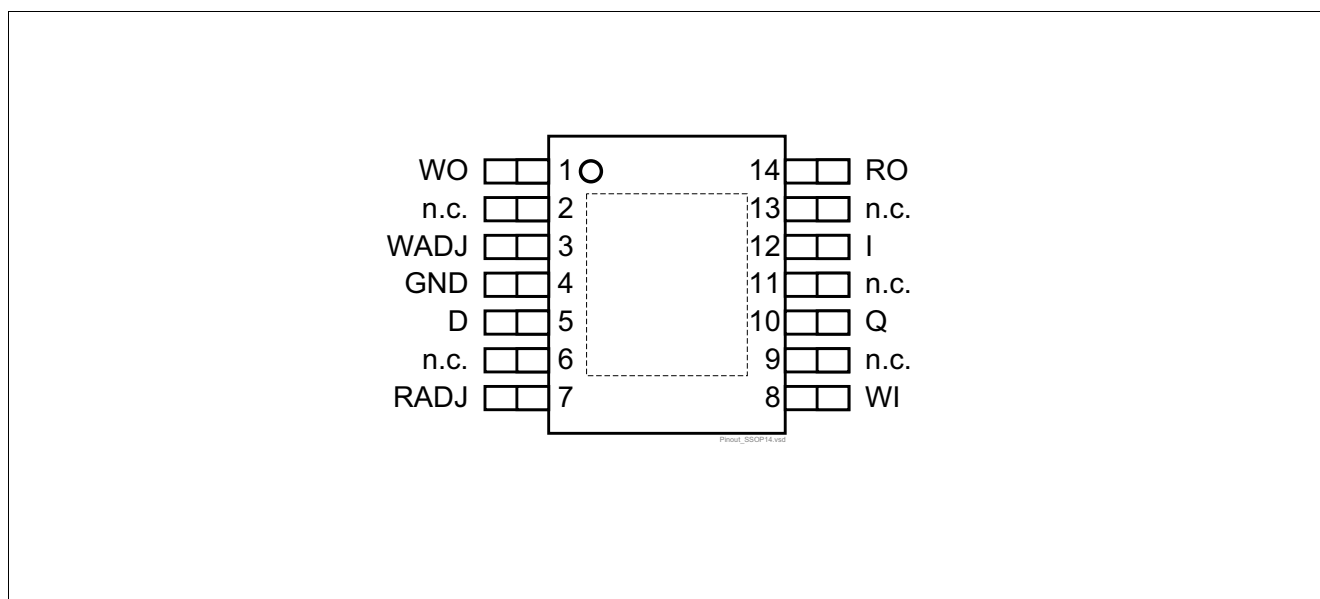 WO 1 14 RO
n.c. 2 13 n.c.
WADJ 3 12 I
GND 4 11 n.c.
D 5 10 Q
n.c. 6 9 n.c.
RADJ 7 8 WI
Pinout_SSOP14.vsd